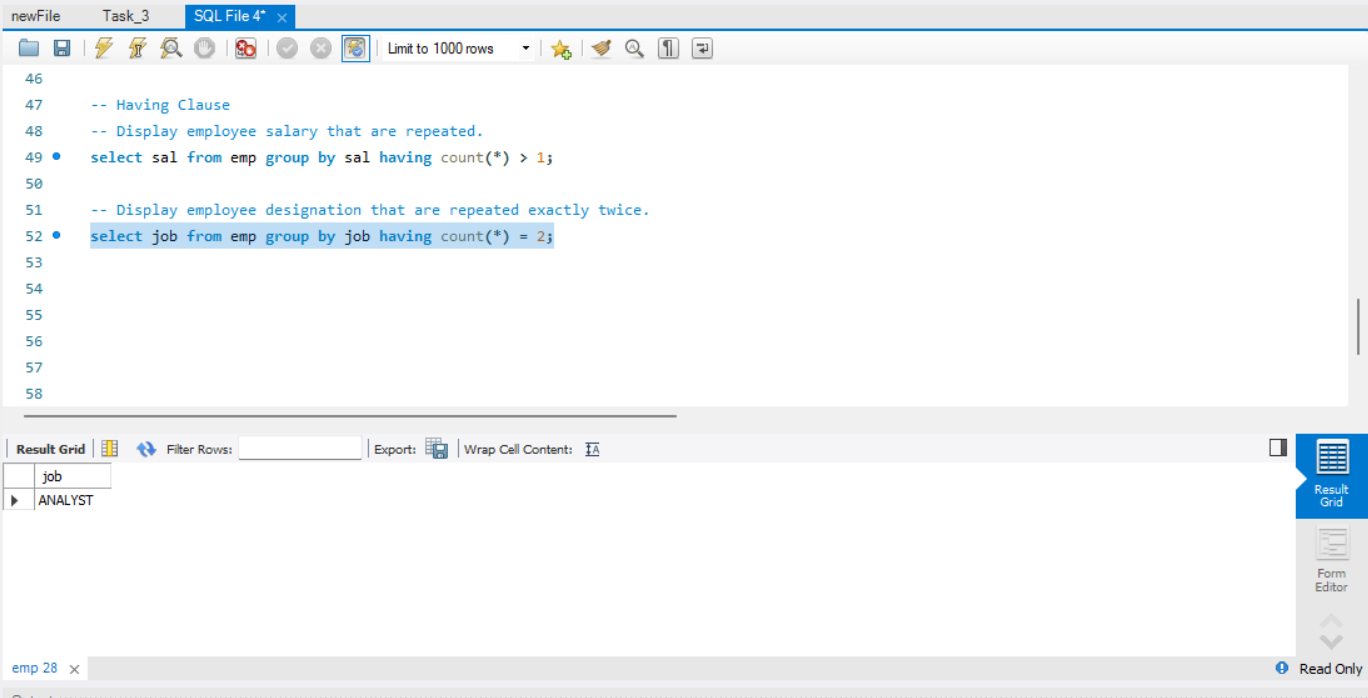 newFile Task_3 SQL File 4* ×
Limit to 1000 rows
46
47 -- Having Clause
48 -- Display employee salary that are repeated.
49 select sal from emp group by sal having count(*) > 1;
50
51 -- Display employee designation that are repeated exactly twice.
52 select job from emp group by job having count(*) = 2;
53
54
55
56
57
58
Result Grid Filter Rows: Export: Wrap Cell Content: IA
job
ANALYST
Result
Grid
Form
Editor
emp 28 ×
Read Only